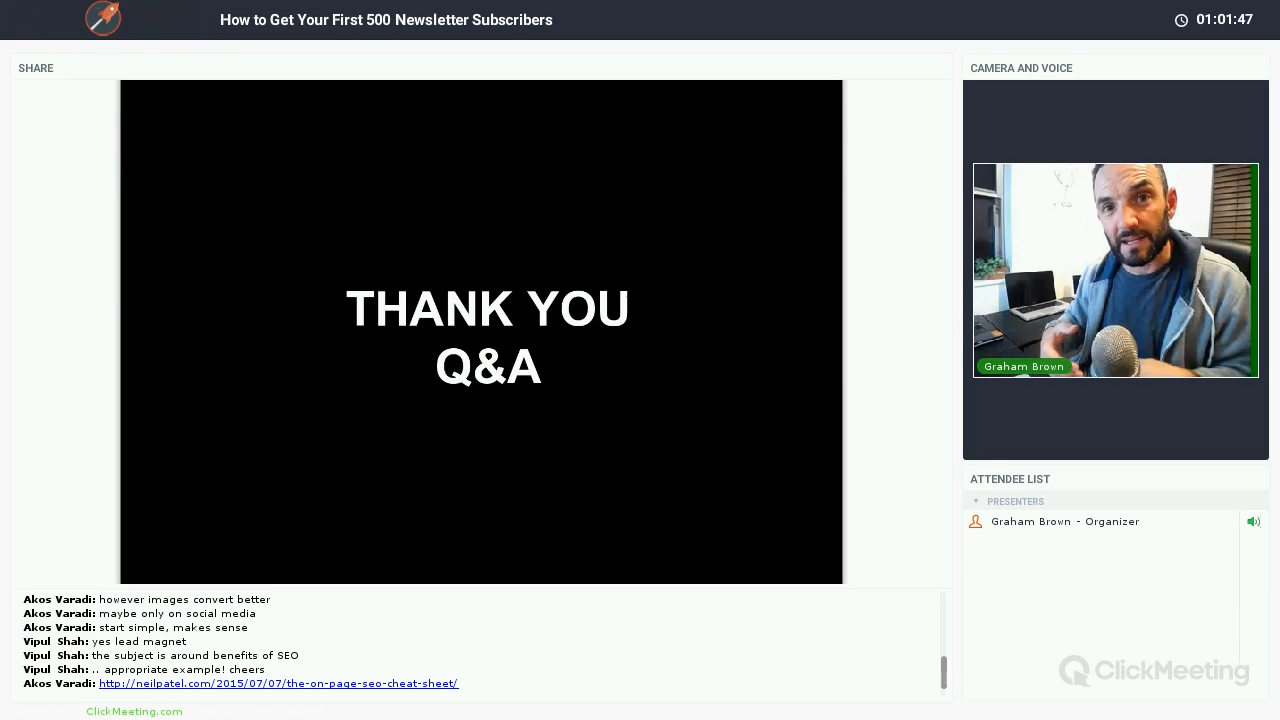 How to Get Your First 500 Newsletter Subscribers
01:01:47
SHARE
CAMERA AND VOICE
THANK YOU
Q&A
Graham Brown
ATTENDEE LIST
PRESENTERS
Graham Brown - Organizer
Akos Varadi: however images convert better
Akos Varadi: maybe only on social media
Akos Varadi: start simple, makes sense
Vipul Shah: yes lead magnet
Vipul Shah: the subject is around benefits of SEO
Vipul Shah: .. appropriate example! cheers
Akos Varadi: http://neilpatel.com/2015/07/07/the-on-page-seo-cheat-sheet/
ClickMeeting
ClickMeeting.com